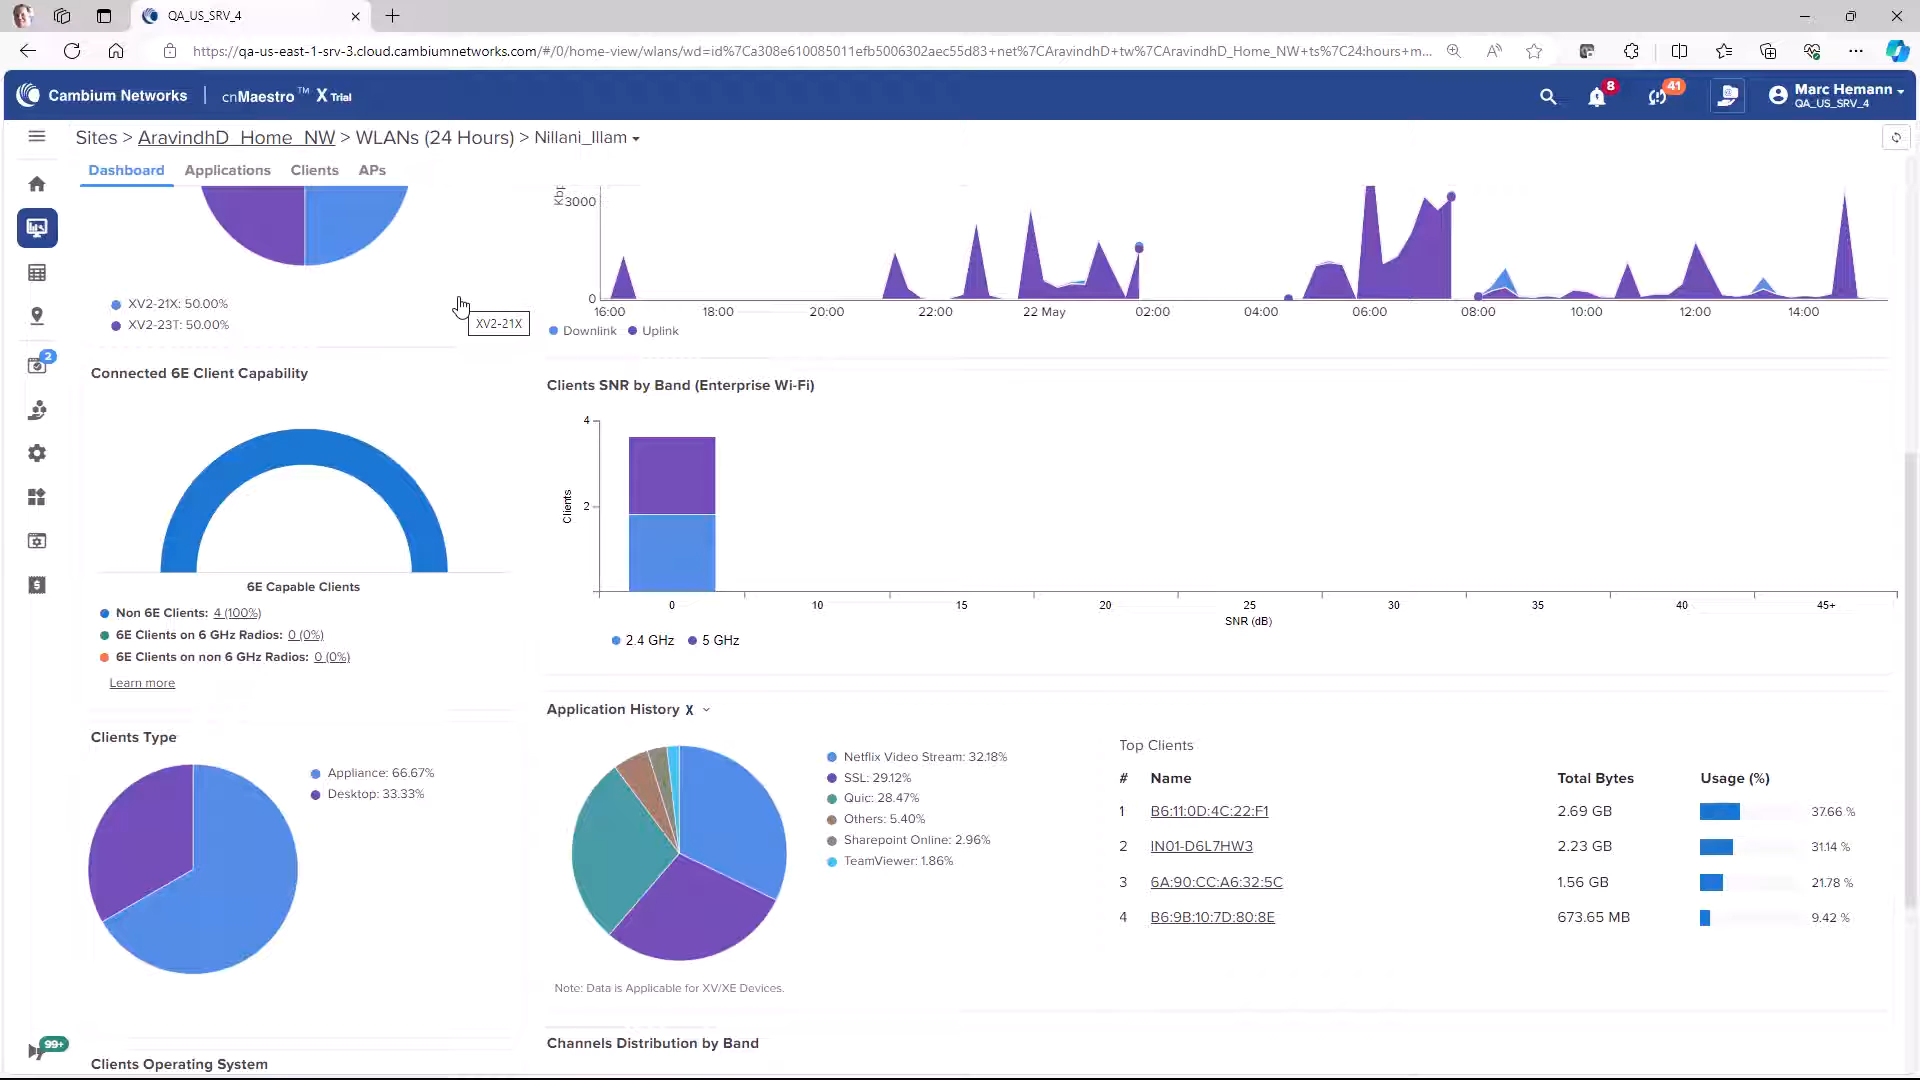 QA_US_SRV_4
https://qa-us-east-1-srv-3.cloud.cambiumnetworks.com/#/0/home-view/wlans/wd=id%7Ca308e610085011efb5006302aec55d83+net%7CAravindhD+tw%7CAravindhD_Home_NW+ts%7C24:hours+m...
Cambium Networks | cnMaestro™ X Trial
8
41
Marc Hemann
QA_US_SRV_4
Sites > AravindhD_Home_NW > WLANs (24 Hours) > Nillani_Illam
Dashboard Applications Clients APs
XV2-21X: 50.00%
XV2-23T: 50.00%
XV2-21X
Kbp
3000
0
16:00 18:00 20:00 22:00 22 May 02:00 04:00 06:00 08:00 10:00 12:00 14:00
Downlink Uplink
2
Connected 6E Client Capability
6E Capable Clients
Non 6E Clients: 4 (100%)
6E Clients on 6 GHz Radios: 0 (0%)
6E Clients on non 6 GHz Radios: 0 (0%)
Learn more
Clients SNR by Band (Enterprise Wi-Fi)
4
2
Clients
0 10 15 20 25 30 35 40 45+
SNR (dB)
2.4 GHz 5 GHz
Clients Type
Appliance: 66.67%
Desktop: 33.33%
Application History X
Netflix Video Stream: 32.18%
SSL: 29.12%
Quic: 28.47%
Others: 5.40%
Sharepoint Online: 2.96%
TeamViewer: 1.86%
Top Clients
# Name Total Bytes Usage (%)
1 B6:11:0D:4C:22:F1 2.69 GB 37.66 %
2 IN01-D6L7HW3 2.23 GB 31.14 %
3 6A:90:CC:A6:32:5C 1.56 GB 21.78 %
4 B6:9B:10:7D:80:8E 673.65 MB 9.42 %
Note: Data is Applicable for XV/XE Devices.
99+
Clients Operating System
Channels Distribution by Band